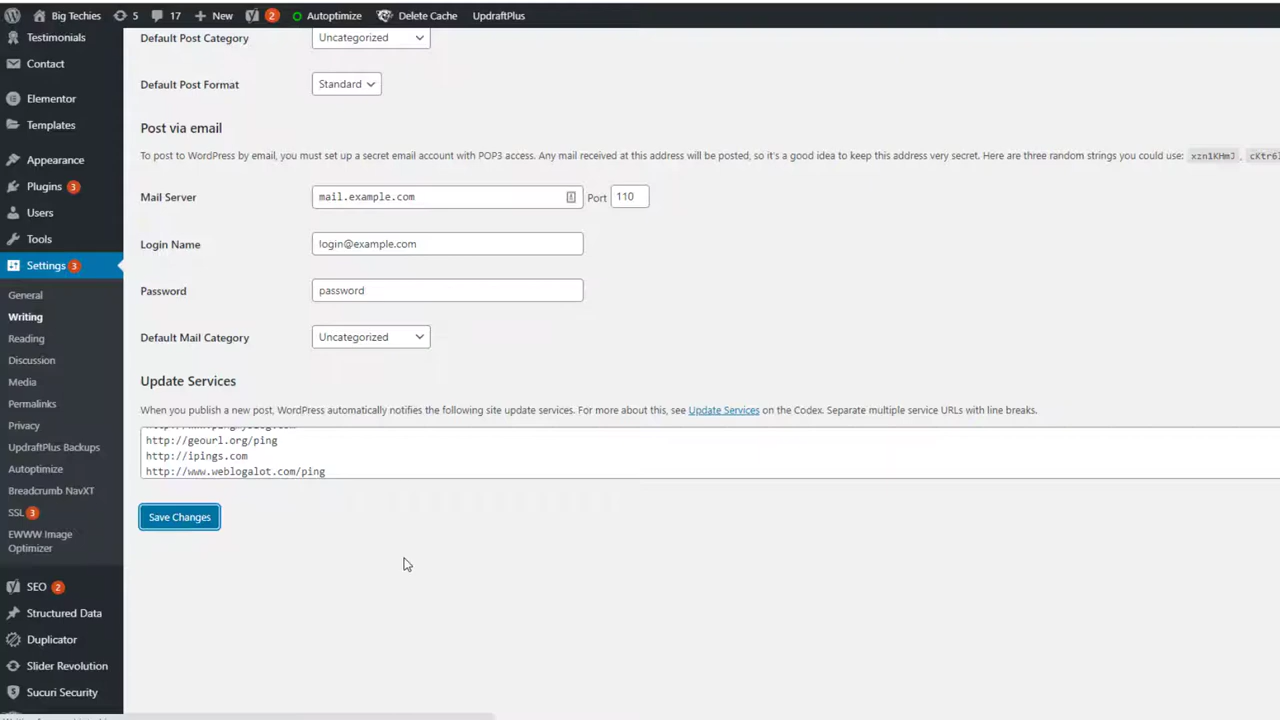 Big Techies 5 17 New 2 Autoptimize Delete Cache UpdraftPlus
Testimonials
Contact
Elementor
Templates
Appearance
Plugins 3
Users
Tools
Settings 3
General
Writing
Reading
Discussion
Media
Permalinks
Privacy
UpdraftPlus Backups
Autoptimize
Breadcrumb NavXT
SSL 3
EWWW Image
Optimizer
SEO 2
Structured Data
Duplicator
Slider Revolution
Sucuri Security
Default Post Category Uncategorized
Default Post Format Standard
Post via email
To post to WordPress by email, you must set up a secret email account with POP3 access. Any mail received at this address will be posted, so it's a good idea to keep this address very secret. Here are three random strings you could use: xzn1KHmJ ,
Mail Server mail.example.com Port 110
Login Name login@example.com
Password password
Default Mail Category Uncategorized
Update Services
When you publish a new post, WordPress automatically notifies the following site update services. For more about this, see Update Services on the Codex. Separate multiple service URLs with line breaks.
http://geourl.org/ping
http://ipings.com
http://www.weblogalot.com/ping
Save Changes